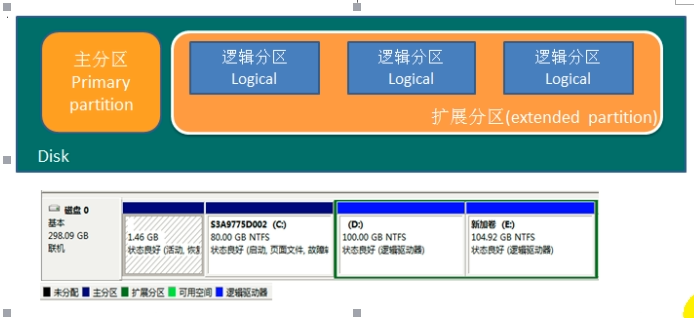 主分区
Primary
partition
逻辑分区
Logical
逻辑分区
Logical
逻辑分区
Logical
扩展分区(extended partition)
Disk
磁盘 0
基本
298.09 GB
联机
1.46 GB
状态良好 (活动, 恢复
S3A9775D002 (C:)
80.00 GB NTFS
状态良好 (启动, 页面文件, 故障转
(D:)
100.00 GB NTFS
状态良好 (逻辑驱动器)
新加卷 (E:)
104.92 GB NTFS
状态良好 (逻辑驱动器)
未分配 主分区 扩展分区 可用空间 逻辑驱动器